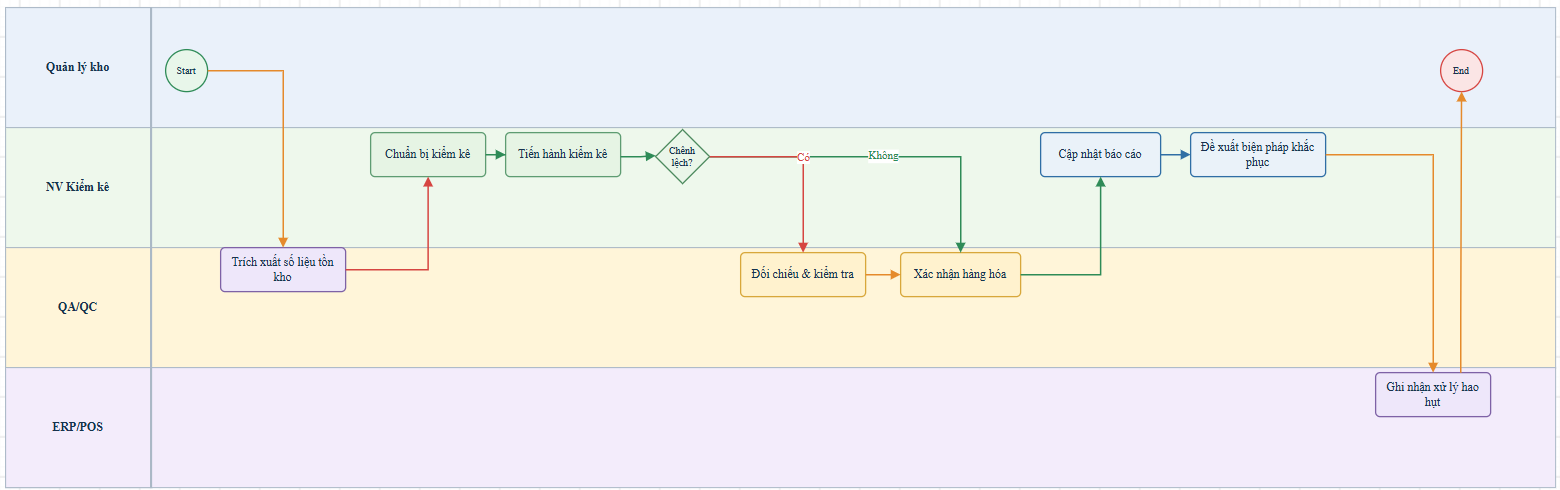 Quản lý kho
Start
End
NV Kiểm kê
Chuẩn bị kiểm kê
Tiến hành kiểm kê
Chênh
lệch?
Có
Không
Cập nhật báo cáo
Đề xuất biện pháp khắc
phục
QA/QC
Trích xuất số liệu tồn
kho
Đối chiếu & kiểm tra
Xác nhận hàng hóa
ERP/POS
Ghi nhận xử lý hao
hụt